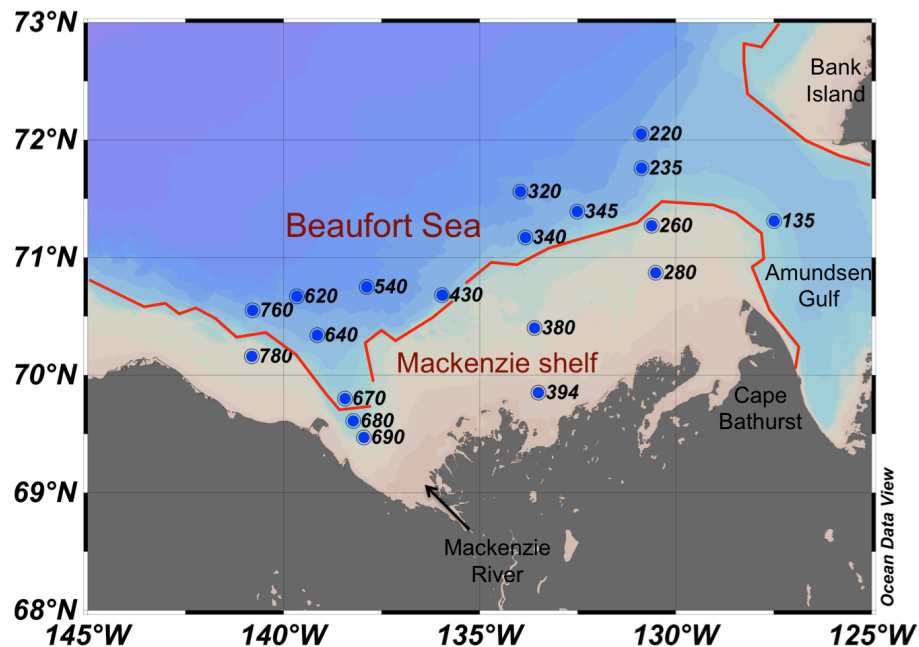 73°N
Bank
Island
72°N
220
235
320
345
135
Beaufort Sea
340
260
71°N
Amundsen
Gulf
280
540
430
620
760
640
380
780
Mackenzie shelf
70°N
394
670
Cape
Bathurst
680
690
69°N
Mackenzie
River
Ocean Data View
68°N
145°W
140°W
135°W
130°W
125°W